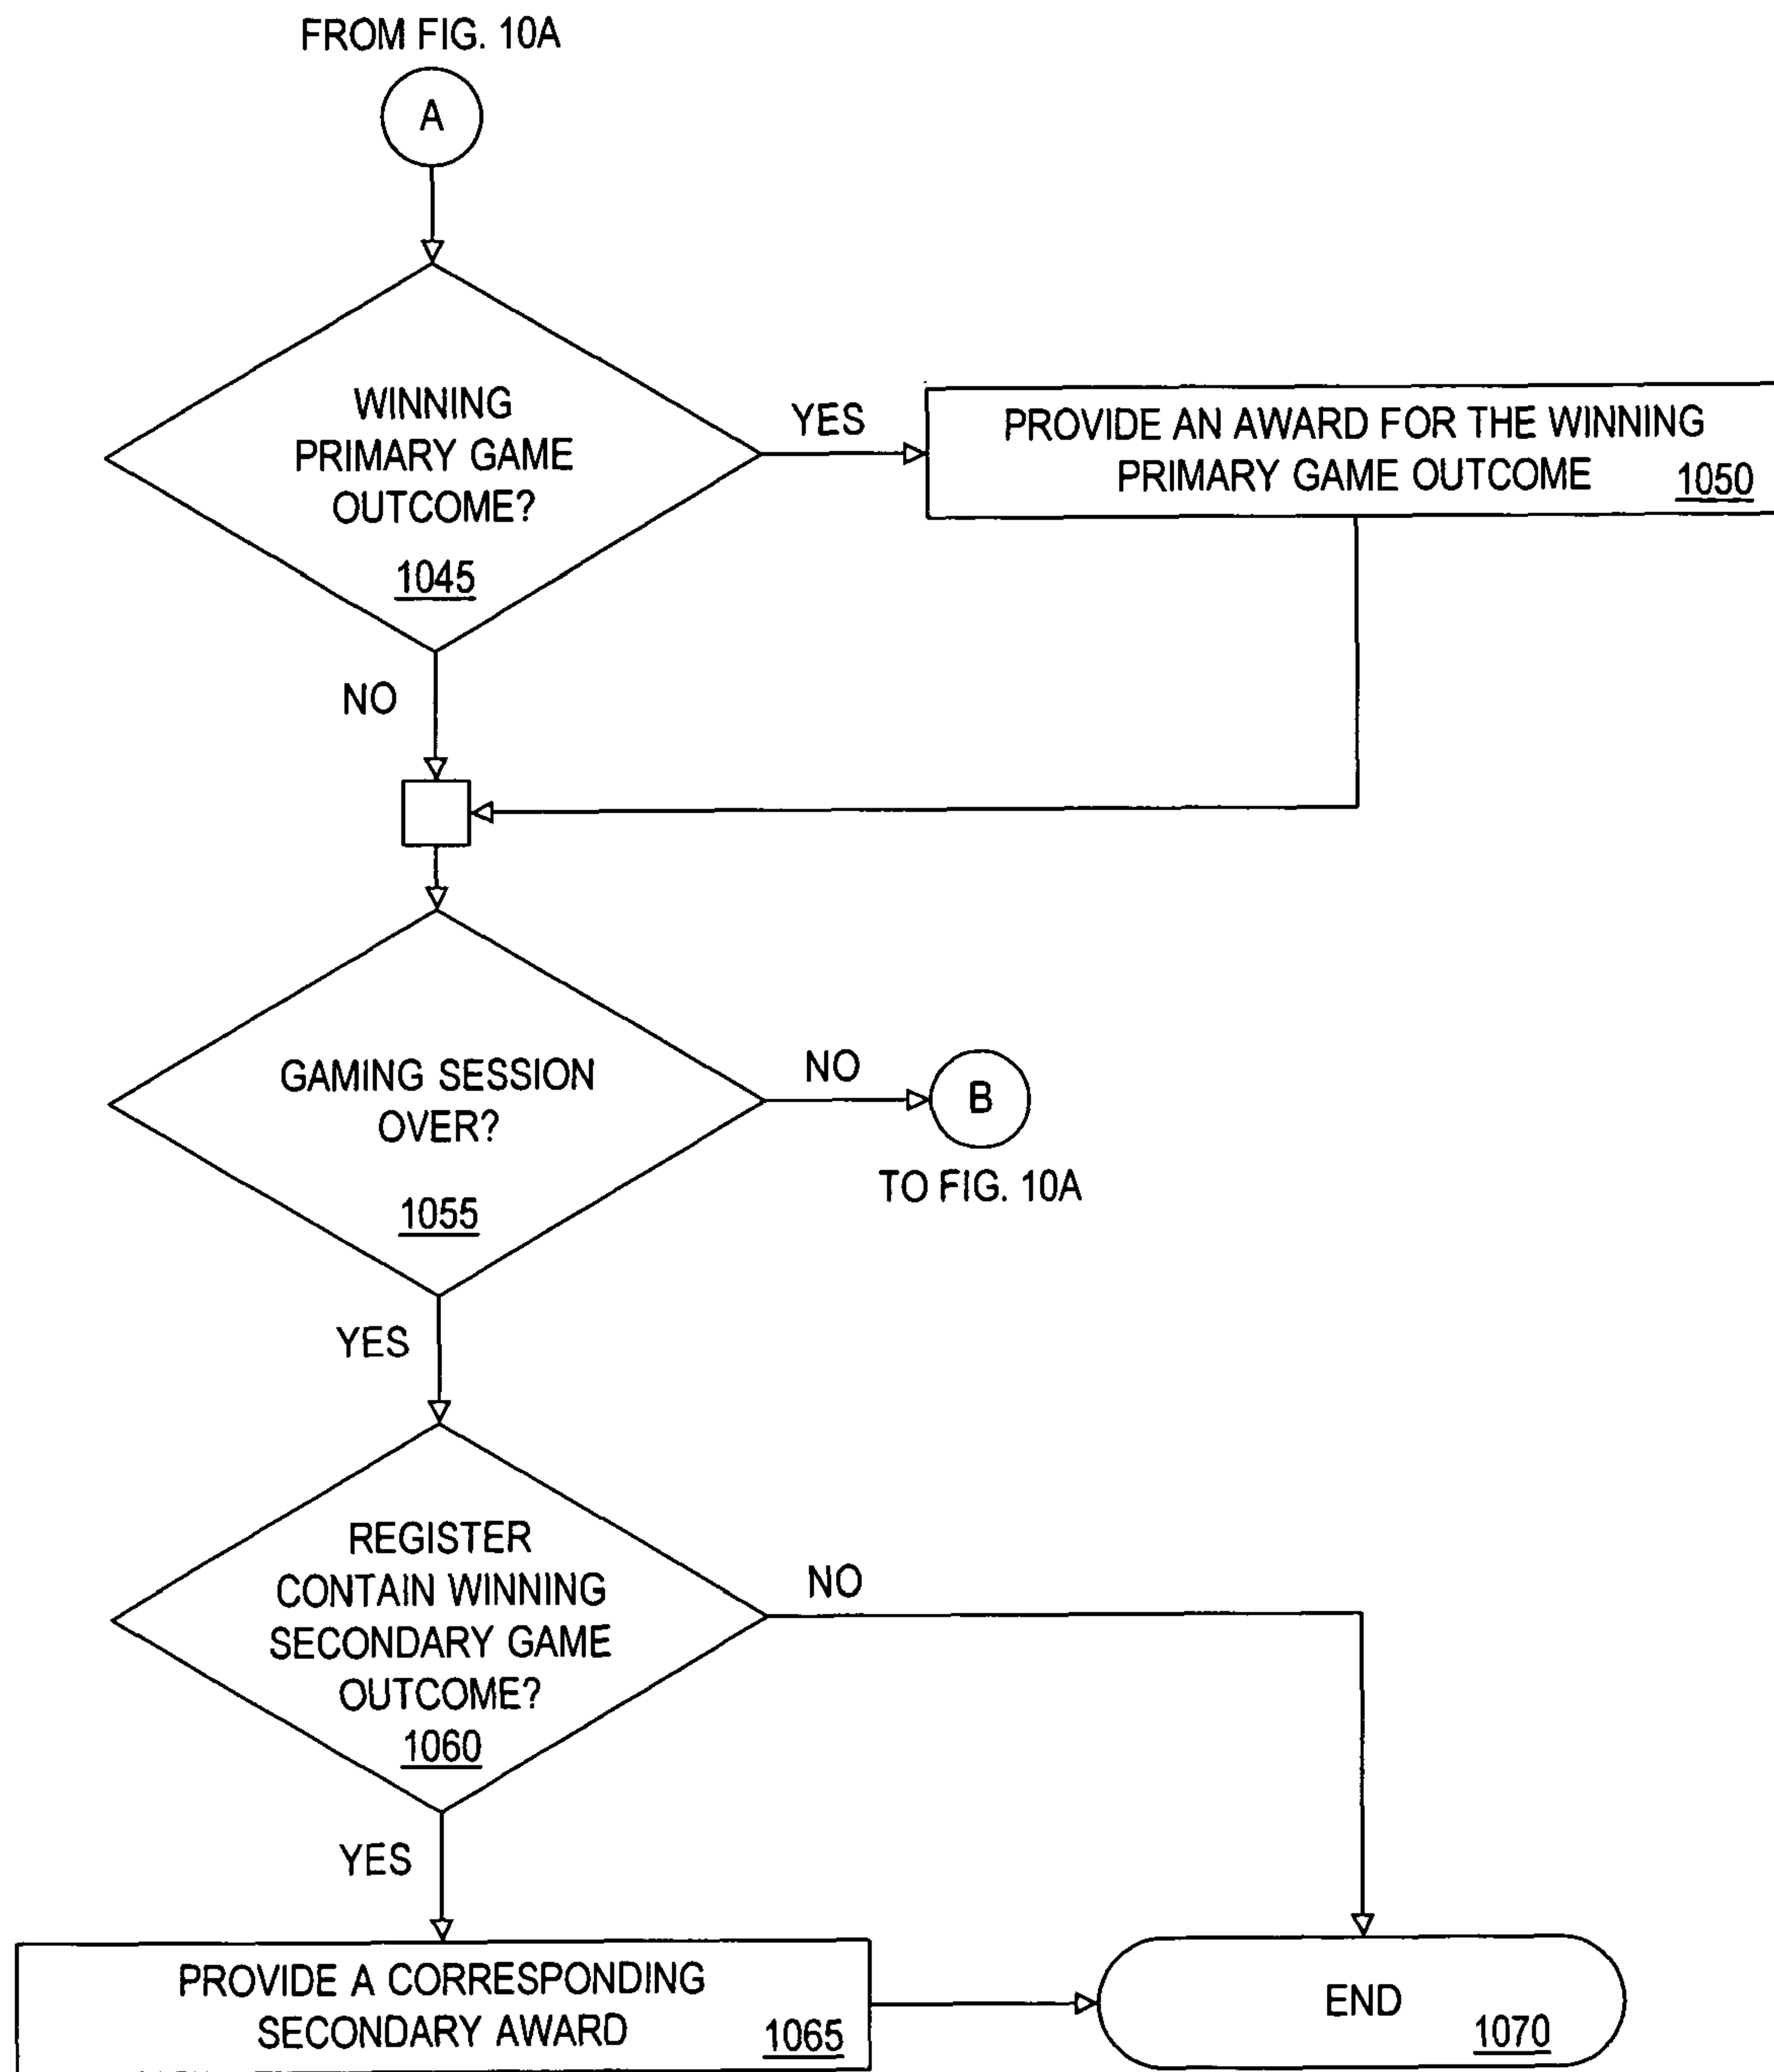 FROM FIG. 10A
A
WINNING
PRIMARY GAME
OUTCOME?
1045
YES
PROVIDE AN AWARD FOR THE WINNING
PRIMARY GAME OUTCOME
1050
NO
GAMING SESSION
OVER?
1055
NO
B
TO FIG. 10A
YES
REGISTER
CONTAIN WINNING
SECONDARY GAME
OUTCOME?
1060
NO
YES
PROVIDE A CORRESPONDING
SECONDARY AWARD
1065
END
1070